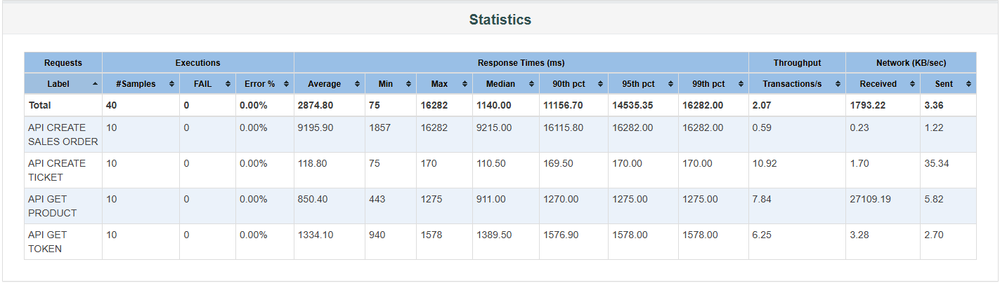 Statistics
Requests Executions Response Times (ms) Throughput Network (KB/sec)
Label #Samples FAIL Error % Average Min Max Median 90th pct 95th pct 99th pct Transactions/s Received Sent
Total 40 0 0.00% 2874.80 75 16282 1140.00 11156.70 14535.35 16282.00 2.07 1793.22 3.36
API CREATE 10 0 0.00% 9195.90 1857 16282 9215.00 16115.80 16282.00 16282.00 0.59 0.23 1.22
SALES ORDER
API CREATE 10 0 0.00% 118.80 75 170 110.50 169.50 170.00 170.00 10.92 1.70 35.34
TICKET
API GET 10 0 0.00% 850.40 443 1275 911.00 1270.00 1275.00 1275.00 7.84 27109.19 5.82
PRODUCT
API GET 10 0 0.00% 1334.10 940 1578 1389.50 1576.90 1578.00 1578.00 6.25 3.28 2.70
TOKEN